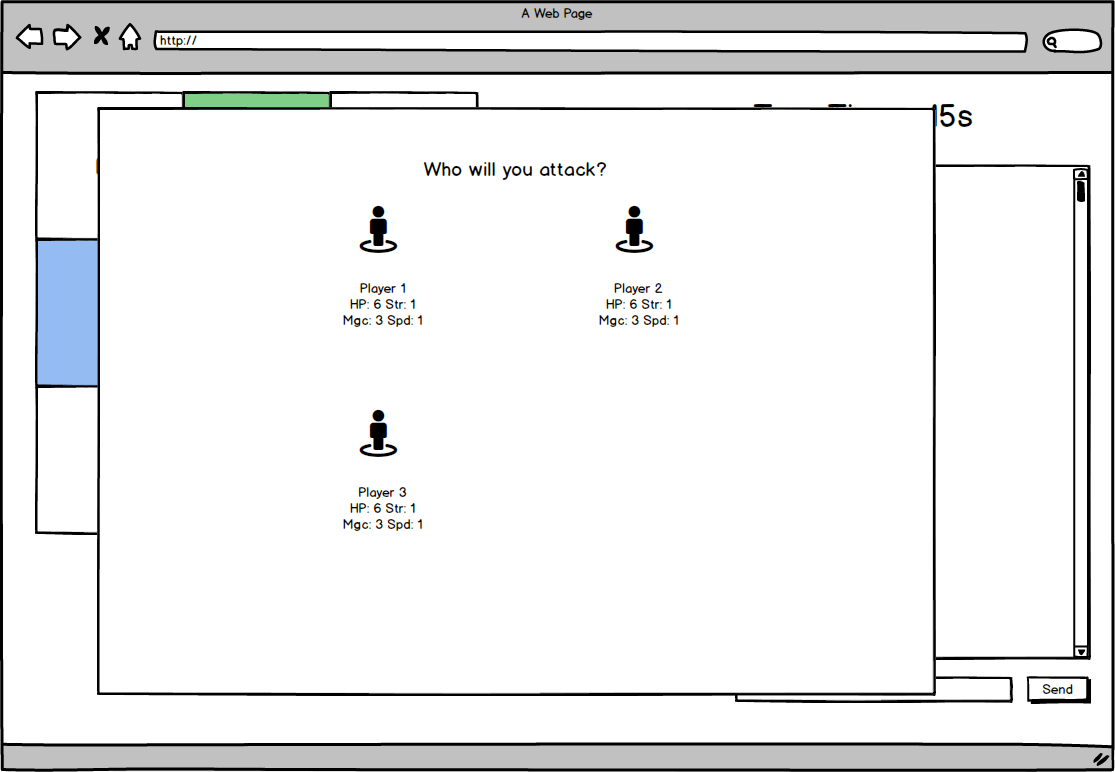 A Web Page
http://
15s
Who will you attack?
Player 1
HP: 6 Str: 1
Mgc: 3 Spd: 1
Player 2
HP: 6 Str: 1
Mgc: 3 Spd: 1
Player 3
HP: 6 Str: 1
Mgc: 3 Spd: 1
Send